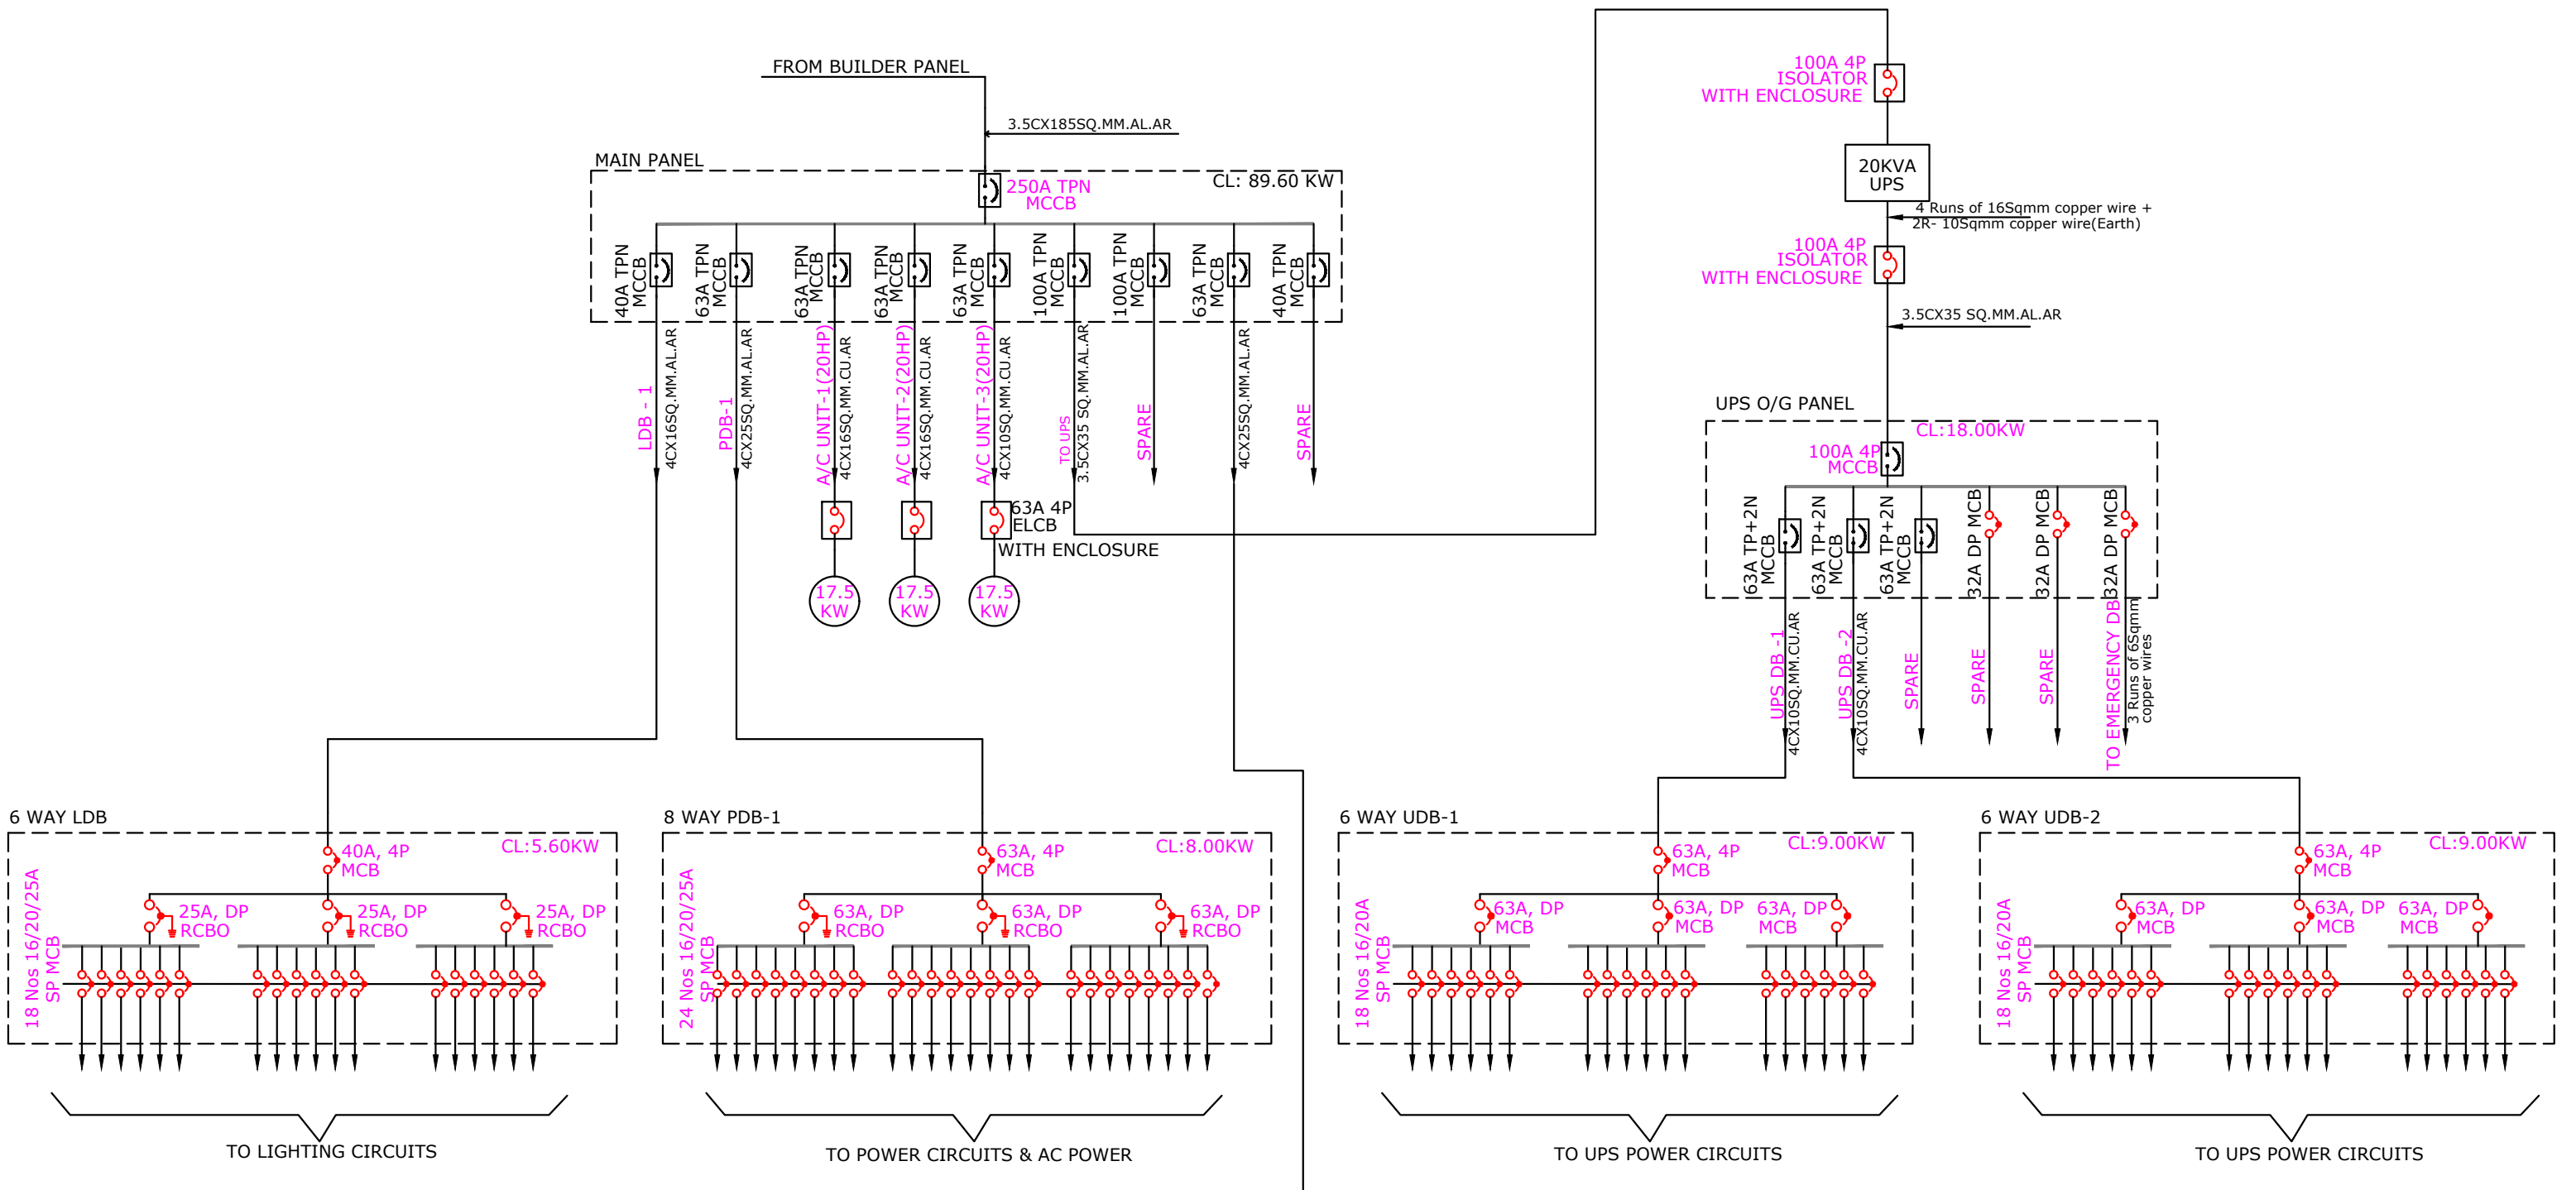 FROM BUILDER PANEL
3.5CX185SQ.MM.AL.AR
MAIN PANEL
250A TPN
MCCB
CL: 89.60 KW
40A TPN
MCCB
63A TPN
MCCB
63A TPN
MCCB
63A TPN
MCCB
63A TPN
MCCB
100A TPN
MCCB
100A TPN
MCCB
63A TPN
MCCB
40A TPN
MCCB
LDB - 1
4CX16SQ.MM.AL.AR
PDB-1
4CX25SQ.MM.AL.AR
A/C UNIT-1(20HP)
4CX16SQ.MM.CU.AR
A/C UNIT-2(20HP)
4CX16SQ.MM.CU.AR
A/C UNIT-3(20HP)
4CX10SQ.MM.CU.AR
TO UPS
3.5CX35 SQ.MM.AL.AR
SPARE
4CX25SQ.MM.AL.AR
SPARE
63A 4P
ELCB
WITH ENCLOSURE
17.5
KW
17.5
KW
17.5
KW
100A 4P
ISOLATOR
WITH ENCLOSURE
20KVA
UPS
4 Runs of 16Sqmm copper wire +
2R- 10Sqmm copper wire(Earth)
100A 4P
ISOLATOR
WITH ENCLOSURE
3.5CX35 SQ.MM.AL.AR
UPS O/G PANEL
CL:18.00KW
100A 4P
MCCB
63A TP+2N
MCCB
63A TP+2N
MCCB
63A TP+2N
MCCB
32A DP MCB
32A DP MCB
32A DP MCB
UPS DB -1
4CX10SQ.MM.CU.AR
UPS DB -2
4CX10SQ.MM.CU.AR
SPARE
SPARE
SPARE
TO EMERGENCY DB
3 Runs of 6Sqmm
copper wires
6 WAY LDB
CL:5.60KW
40A, 4P
MCB
25A, DP
RCBO
25A, DP
RCBO
25A, DP
RCBO
18 Nos 16/20/25A
SP MCB
TO LIGHTING CIRCUITS
8 WAY PDB-1
CL:8.00KW
63A, 4P
MCB
63A, DP
RCBO
63A, DP
RCBO
63A, DP
RCBO
24 Nos 16/20/25A
SP MCB
TO POWER CIRCUITS & AC POWER
6 WAY UDB-1
CL:9.00KW
63A, 4P
MCB
63A, DP
MCB
63A, DP
MCB
63A, DP
MCB
18 Nos 16/20A
SP MCB
TO UPS POWER CIRCUITS
6 WAY UDB-2
CL:9.00KW
63A, 4P
MCB
63A, DP
MCB
63A, DP
MCB
63A, DP
MCB
18 Nos 16/20A
SP MCB
TO UPS POWER CIRCUITS